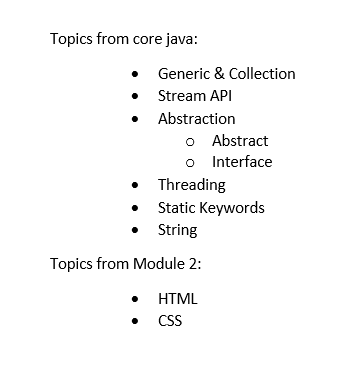 Topics from core java:
• Generic & Collection
• Stream API
• Abstraction
o Abstract
o Interface
• Threading
• Static Keywords
• String
Topics from Module 2:
• HTML
• CSS